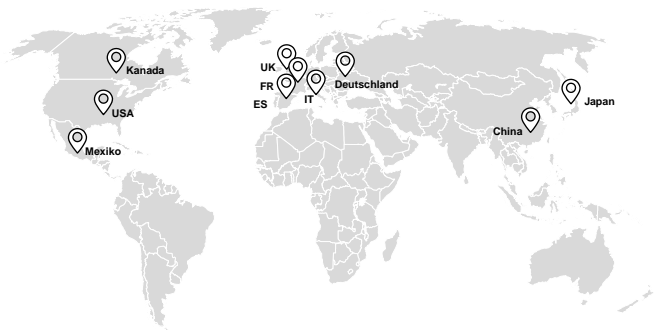 Kanada
USA
Mexiko
UK
FR
ES
IT
Deutschland
China
Japan